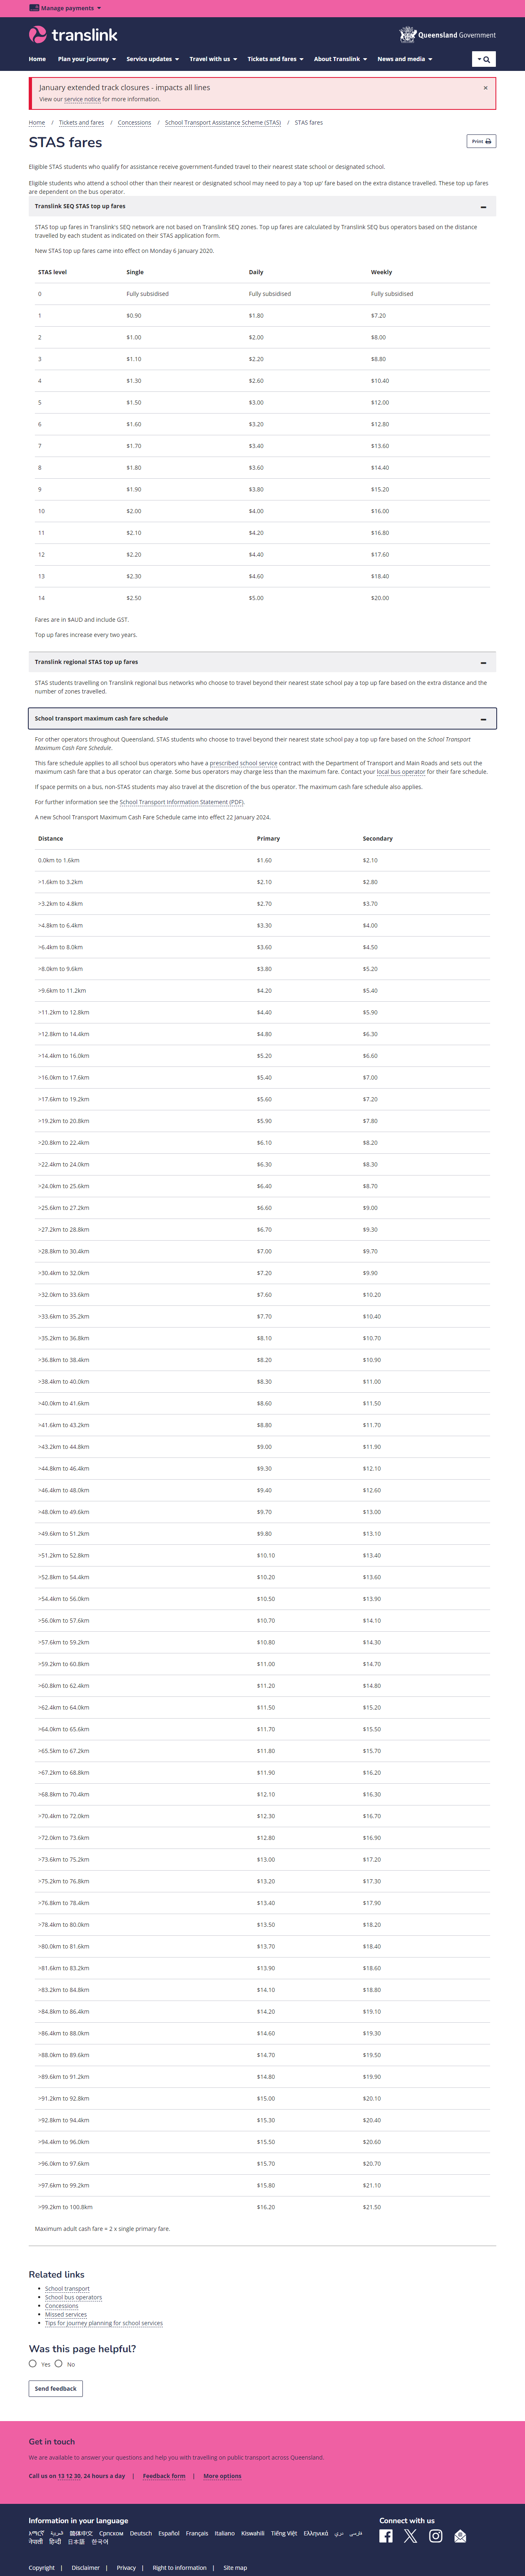 Manage payments
translink
Queensland Government
Home Plan your journey Service updates Travel with us Tickets and fares About Translink News and media
January extended track closures - impacts all lines
View our service notice for more information.
Home / Tickets and fares / Concessions / School Transport Assistance Scheme (STAS) / STAS fares
STAS fares
Print
Eligible STAS students who qualify for assistance receive government-funded travel to their nearest state school or designated school.
Eligible students who attend a school other than their nearest or designated school may need to pay a 'top up' fare based on the extra distance travelled. These top up fares
are dependent on the bus operator.
Translink SEQ STAS top up fares
STAS top up fares in Translink's SEQ network are not based on Translink SEQ zones. Top up fares are calculated by Translink SEQ bus operators based on the distance
travelled by each student as indicated on their STAS application form.
New STAS top up fares came into effect on Monday 6 January 2020.
STAS level Single Daily Weekly
0 Fully subsidised Fully subsidised Fully subsidised
1 $0.90 $1.80 $7.20
2 $1.00 $2.00 $8.00
3 $1.10 $2.20 $8.80
4 $1.30 $2.60 $10.40
5 $1.50 $3.00 $12.00
6 $1.60 $3.20 $12.80
7 $1.70 $3.40 $13.60
8 $1.80 $3.60 $14.40
9 $1.90 $3.80 $15.20
10 $2.00 $4.00 $16.00
11 $2.10 $4.20 $16.80
12 $2.20 $4.40 $17.60
13 $2.30 $4.60 $18.40
14 $2.50 $5.00 $20.00
Fares are in $AUD and include GST.
Top up fares increase every two years.
Translink regional STAS top up fares
STAS students travelling on Translink regional bus networks who choose to travel beyond their nearest state school pay a top up fare based on the extra distance and the
number of zones travelled.
School transport maximum cash fare schedule
For other operators throughout Queensland, STAS students who choose to travel beyond their nearest state school pay a top up fare based on the School Transport
Maximum Cash Fare Schedule.
This fare schedule applies to all school bus operators who have a prescribed school service contract with the Department of Transport and Main Roads and sets out the
maximum cash fare that a bus operator can charge. Some bus operators may charge less than the maximum fare. Contact your local bus operator for their fare schedule.
If space permits on a bus, non-STAS students may also travel at the discretion of the bus operator. The maximum cash fare schedule also applies.
For further information see the School Transport Information Statement (PDF).
A new School Transport Maximum Cash Fare Schedule came into effect 22 January 2024.
Distance Primary Secondary
0.0km to 1.6km $1.60 $2.10
>1.6km to 3.2km $2.10 $2.80
>3.2km to 4.8km $2.70 $3.70
>4.8km to 6.4km $3.30 $4.00
>6.4km to 8.0km $3.60 $4.50
>8.0km to 9.6km $3.80 $5.20
>9.6km to 11.2km $4.20 $5.40
>11.2km to 12.8km $4.40 $5.90
>12.8km to 14.4km $4.80 $6.30
>14.4km to 16.0km $5.20 $6.60
>16.0km to 17.6km $5.40 $7.00
>17.6km to 19.2km $5.60 $7.20
>19.2km to 20.8km $5.90 $7.80
>20.8km to 22.4km $6.10 $8.20
>22.4km to 24.0km $6.30 $8.30
>24.0km to 25.6km $6.40 $8.70
>25.6km to 27.2km $6.60 $9.00
>27.2km to 28.8km $6.70 $9.30
>28.8km to 30.4km $7.00 $9.70
>30.4km to 32.0km $7.20 $9.90
>32.0km to 33.6km $7.60 $10.20
>33.6km to 35.2km $7.70 $10.40
>35.2km to 36.8km $8.10 $10.70
>36.8km to 38.4km $8.20 $10.90
>38.4km to 40.0km $8.30 $11.00
>40.0km to 41.6km $8.60 $11.50
>41.6km to 43.2km $8.80 $11.70
>43.2km to 44.8km $9.00 $11.90
>44.8km to 46.4km $9.30 $12.10
>46.4km to 48.0km $9.40 $12.60
>48.0km to 49.6km $9.70 $13.00
>49.6km to 51.2km $9.80 $13.10
>51.2km to 52.8km $10.10 $13.40
>52.8km to 54.4km $10.20 $13.60
>54.4km to 56.0km $10.50 $13.90
>56.0km to 57.6km $10.70 $14.10
>57.6km to 59.2km $10.80 $14.30
>59.2km to 60.8km $11.00 $14.70
>60.8km to 62.4km $11.20 $14.80
>62.4km to 64.0km $11.50 $15.20
>64.0km to 65.6km $11.70 $15.50
>65.5km to 67.2km $11.80 $15.70
>67.2km to 68.8km $11.90 $16.20
>68.8km to 70.4km $12.10 $16.30
>70.4km to 72.0km $12.30 $16.70
>72.0km to 73.6km $12.80 $16.90
>73.6km to 75.2km $13.00 $17.20
>75.2km to 76.8km $13.20 $17.30
>76.8km to 78.4km $13.40 $17.90
>78.4km to 80.0km $13.50 $18.20
>80.0km to 81.6km $13.70 $18.40
>81.6km to 83.2km $13.90 $18.60
>83.2km to 84.8km $14.10 $18.80
>84.8km to 86.4km $14.20 $19.10
>86.4km to 88.0km $14.60 $19.30
>88.0km to 89.6km $14.70 $19.50
>89.6km to 91.2km $14.80 $19.90
>91.2km to 92.8km $15.00 $20.10
>92.8km to 94.4km $15.30 $20.40
>94.4km to 96.0km $15.50 $20.60
>96.0km to 97.6km $15.70 $20.70
>97.6km to 99.2km $15.80 $21.10
>99.2km to 100.8km $16.20 $21.50
Maximum adult cash fare = 2 x single primary fare.
Related links
School transport
School bus operators
Concessions
Missed services
Tips for journey planning for school services
Was this page helpful?
Yes No
Send feedback
Get in touch
We are available to answer your questions and help you with travelling on public transport across Queensland.
Call us on 13 12 30, 24 hours a day | Feedback form | More options
Information in your language
Connect with us
አማርኛ العربية 简体中文 Српском Deutsch Español Français Italiano Kiswahili Tiếng Việt Ελληνικά دری فارسی
नेपाली हिन्दी 日本語 한국어
Copyright | Disclaimer | Privacy | Right to information | Site map